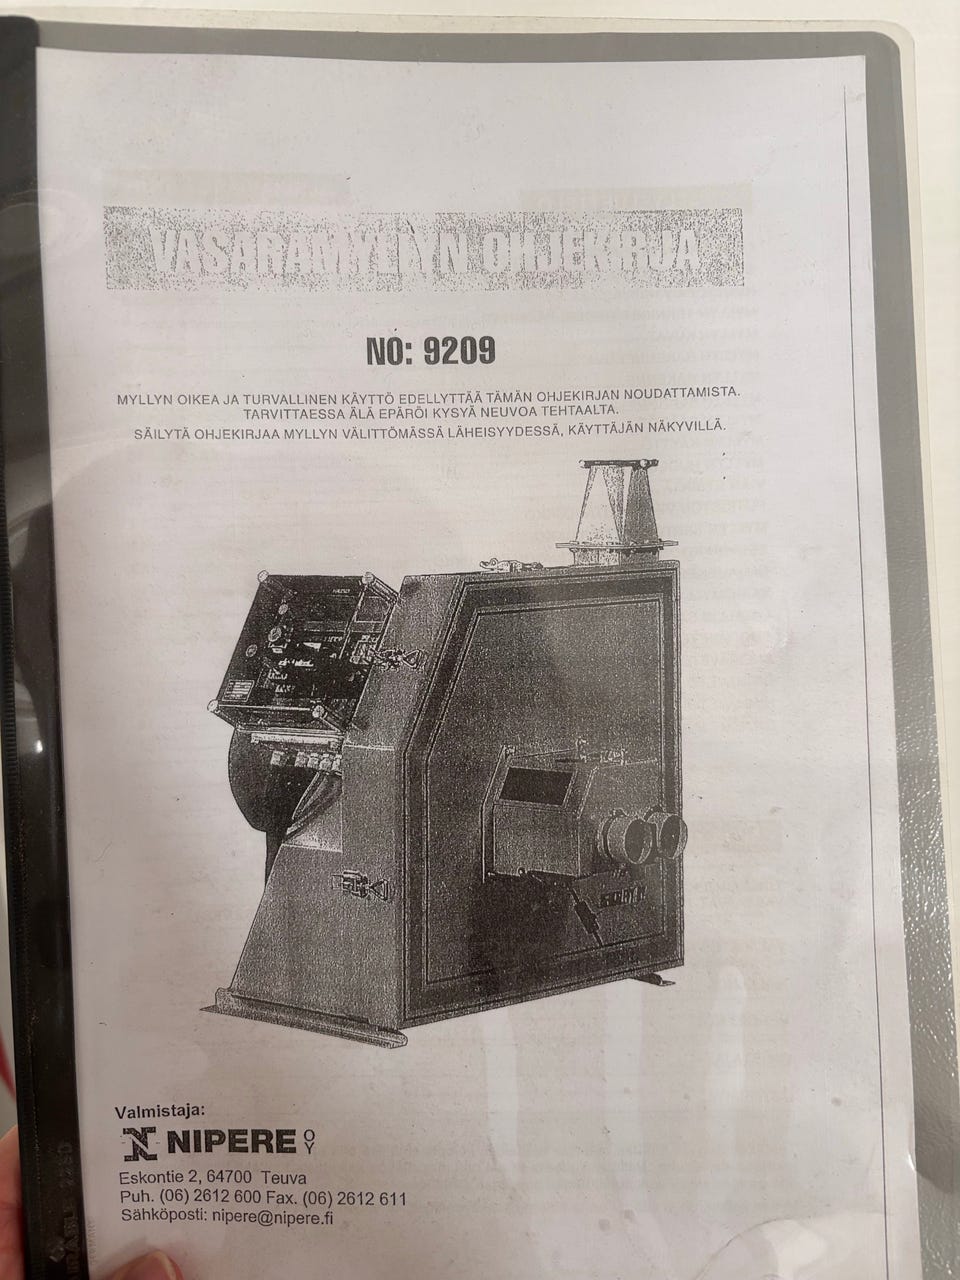 VASARAMYLLYN OHJEKIRJA
NO: 9209
MYLLYN OIKEA JA TURVALLINEN KÄYTTÖ EDELLYTTÄÄ TÄMÄN OHJEKIRJAN NOUDATTAMISTA.
TARVITTAESSA ÄLÄ EPÄRÖI KYSYÄ NEUVOA TEHTAALTA.
SÄILYTÄ OHJEKIRJAA MYLLYN VÄLITTÖMÄSSÄ LÄHEISYYDESSÄ, KÄYTTÄJÄN NÄKYVILLÄ.
Valmistaja:
NIPERE OY
Eskontie 2, 64700 Teuva
Puh. (06) 2612 600 Fax. (06) 2612 611
Sähköposti: nipere@nipere.fi